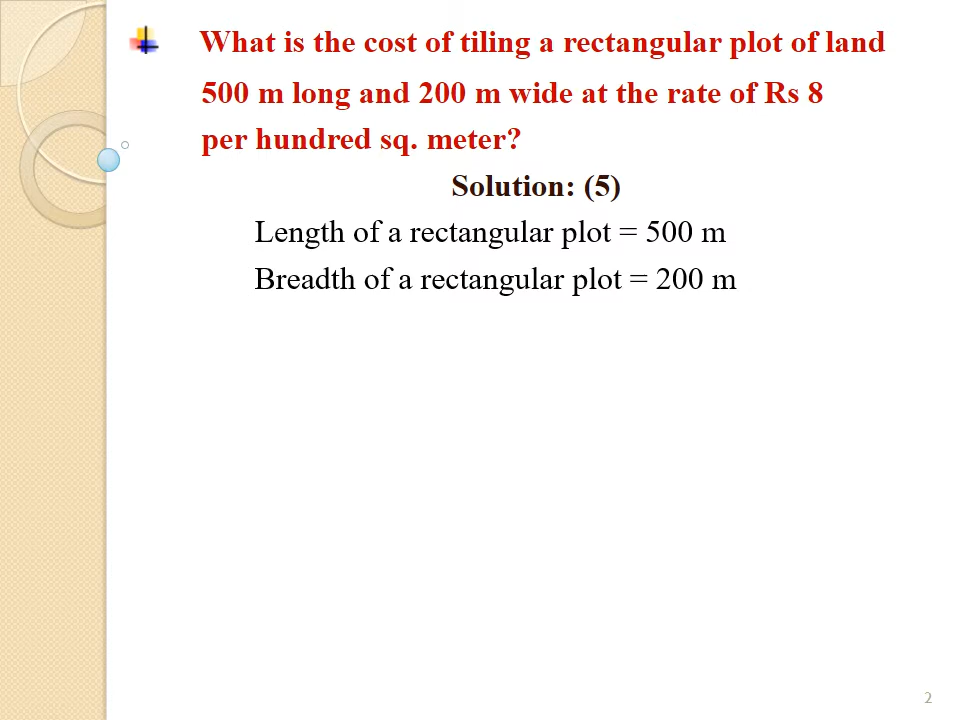 What is the cost of tiling a rectangular plot of land
500 m long and 200 m wide at the rate of Rs 8
per hundred sq. meter?
Solution: (5)
Length of a rectangular plot = 500 m
Breadth of a rectangular plot = 200 m
2